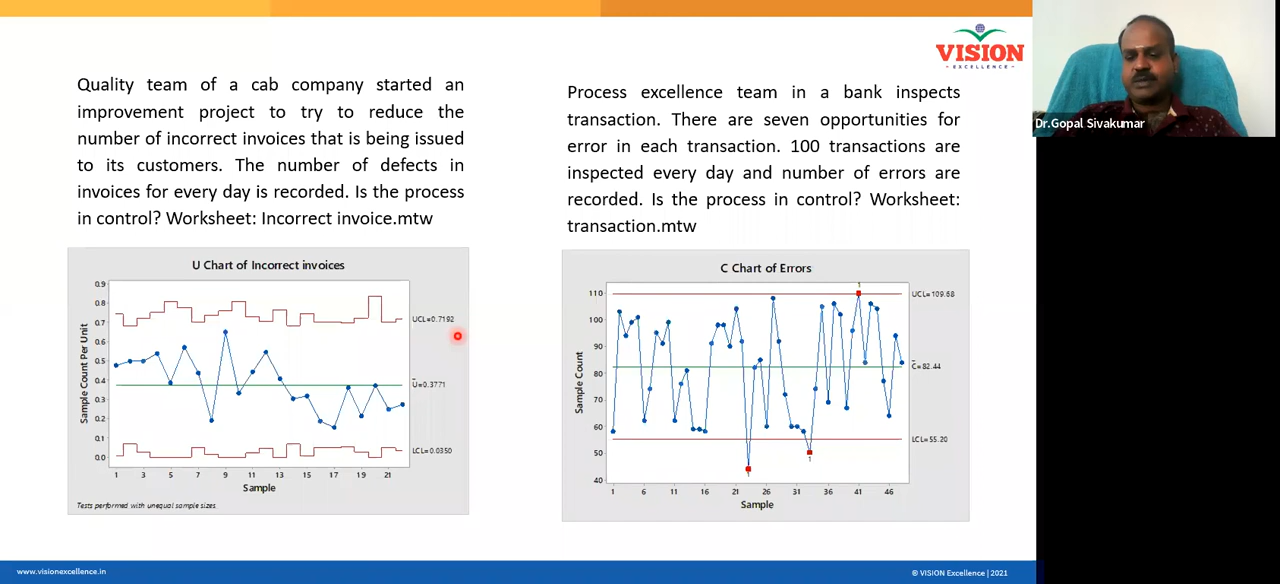 VISION
- EXCELLENCE -
Dr.Gopal Sivakumar
Quality team of a cab company started an
improvement project to try to reduce the
number of incorrect invoices that is being issued
to its customers. The number of defects in
invoices for every day is recorded. Is the process
in control? Worksheet: Incorrect invoice.mtw
Process excellence team in a bank inspects
transaction. There are seven opportunities for
error in each transaction. 100 transactions are
inspected every day and number of errors are
recorded. Is the process in control? Worksheet:
transaction.mtw
U Chart of Incorrect invoices
Sample Count Per Unit
0.9
0.8
0.7
0.6
0.5
0.4
0.3
0.2
0.1
0.0
UCL=0.7192
U̅=0.3771
LCL=0.0350
1 3 5 7 9 11 13 15 17 19 21
Sample
Tests performed with unequal sample sizes.
C Chart of Errors
Sample Count
110
100
90
80
70
60
50
40
1
1
1
UCL=109.68
C̅=82.44
LCL=55.20
1 6 11 16 21 26 31 36 41 46
Sample
www.visionexcellence.in
© VISION Excellence | 2021